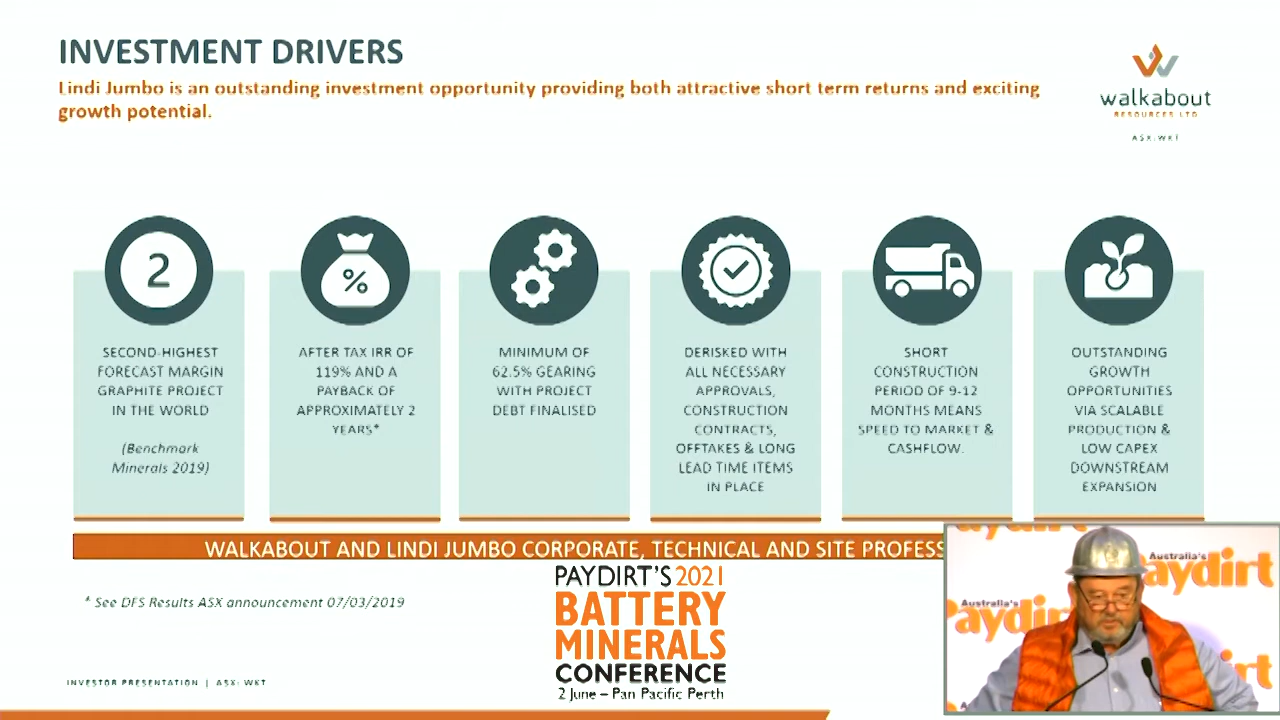 INVESTMENT DRIVERS
Lindi Jumbo is an outstanding investment opportunity providing both attractive short term returns and exciting
growth potential.
walkabout
RESOURCES LTD
ASX:WKT
2
SECOND-HIGHEST
FORECAST MARGIN
GRAPHITE PROJECT
IN THE WORLD
(Benchmark
Minerals 2019)
%
AFTER TAX IRR OF
119% AND A
PAYBACK OF
APPROXIMATELY 2
YEARS*
MINIMUM OF
62.5% GEARING
WITH PROJECT
DEBT FINALISED
DERISKED WITH
ALL NECESSARY
APPROVALS,
CONSTRUCTION
CONTRACTS,
OFFTAKES & LONG
LEAD TIME ITEMS
IN PLACE
SHORT
CONSTRUCTION
PERIOD OF 9-12
MONTHS MEANS
SPEED TO MARKET &
CASHFLOW.
OUTSTANDING
GROWTH
OPPORTUNITIES
VIA SCALABLE
PRODUCTION &
LOW CAPEX
DOWNSTREAM
EXPANSION
WALKABOUT AND LINDI JUMBO CORPORATE, TECHNICAL AND SITE PROFESS
* See DFS Results ASX announcement 07/03/2019
PAYDIRT'S 2021
BATTERY
MINERALS
CONFERENCE
2 June – Pan Pacific Perth
INVESTOR PRESENTATION | ASX: WKT
Paydirt
Australia's
Paydirt
Australia's
Paydirt
irt